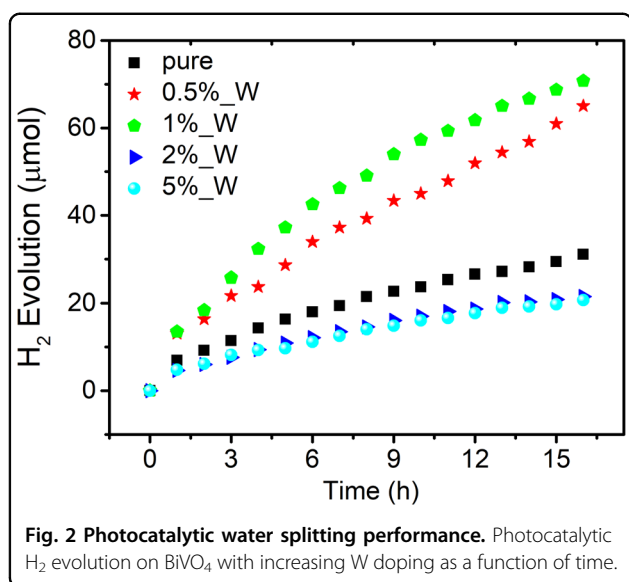 80
60
40
20
0
H₂ Evolution (μmol)
pure
0.5%_W
1%_W
2%_W
5%_W
0 3 6 9 12 15
Time (h)
Fig. 2 Photocatalytic water splitting performance. Photocatalytic
H₂ evolution on BiVO₄ with increasing W doping as a function of time.